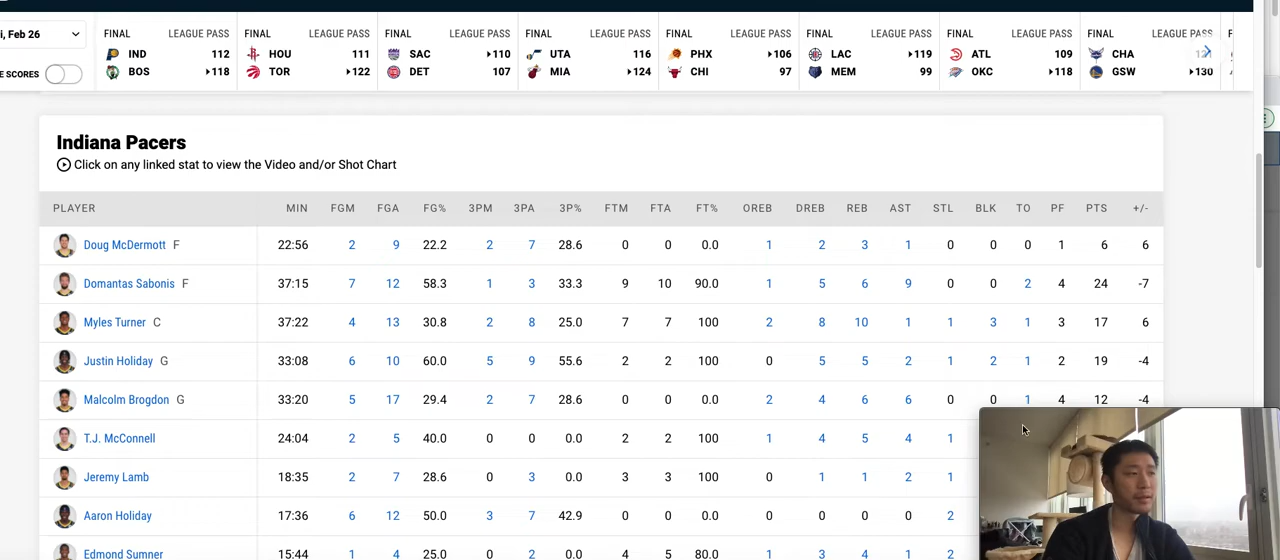 i, Feb 26
E SCORES
FINAL LEAGUE PASS
IND 112
BOS 118
FINAL LEAGUE PASS
HOU 111
TOR 122
FINAL LEAGUE PASS
SAC 110
DET 107
FINAL LEAGUE PASS
UTA 116
MIA 124
FINAL LEAGUE PASS
PHX 106
CHI 97
FINAL LEAGUE PASS
LAC 119
MEM 99
FINAL LEAGUE PASS
ATL 109
OKC 118
FINAL LEAGUE PASS
CHA
GSW 130
Indiana Pacers
Click on any linked stat to view the Video and/or Shot Chart
PLAYER MIN FGM FGA FG% 3PM 3PA 3P% FTM FTA FT% OREB DREB REB AST STL BLK TO PF PTS +/-
Doug McDermott F 22:56 2 9 22.2 2 7 28.6 0 0 0.0 1 2 3 1 0 0 0 1 6 6
Domantas Sabonis F 37:15 7 12 58.3 1 3 33.3 9 10 90.0 1 5 6 9 0 0 2 4 24 -7
Myles Turner C 37:22 4 13 30.8 2 8 25.0 7 7 100 2 8 10 1 1 3 1 3 17 6
Justin Holiday G 33:08 6 10 60.0 5 9 55.6 2 2 100 0 5 5 2 1 2 1 2 19 -4
Malcolm Brogdon G 33:20 5 17 29.4 2 7 28.6 0 0 0.0 2 4 6 6 0 0 1 4 12 -4
T.J. McConnell 24:04 2 5 40.0 0 0 0.0 2 2 100 1 4 5 4 1
Jeremy Lamb 18:35 2 7 28.6 0 3 0.0 3 3 100 0 1 1 2 1
Aaron Holiday 17:36 6 12 50.0 3 7 42.9 0 0 0.0 0 0 0 0 2
Edmond Sumner 15:44 1 4 25.0 0 2 0.0 4 5 80.0 1 3 4 1 2